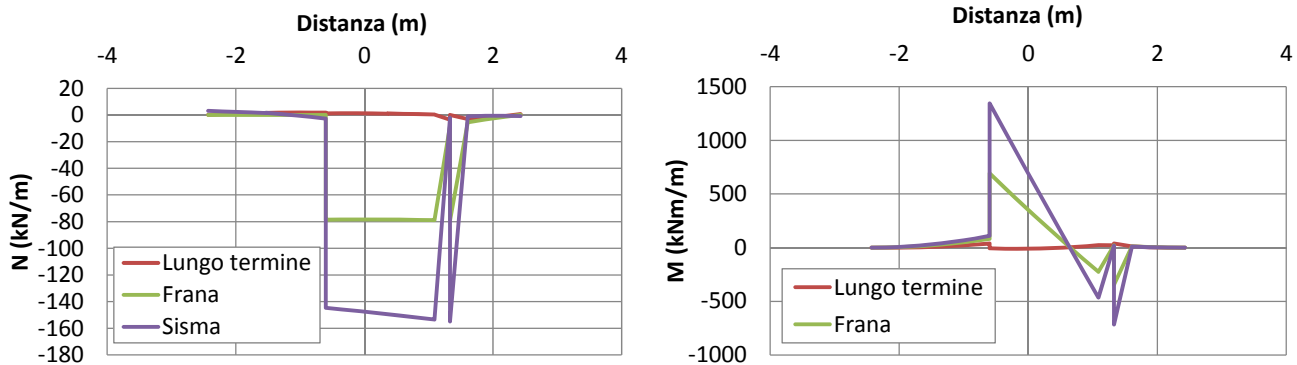 Distanza (m)
-4 -2 0 2 4
20
0
-20
-40
-60
-80
-100
-120
-140
-160
-180
N (kN/m)
Lungo termine
Frana
Sisma
Distanza (m)
-4 -2 0 2 4
1500
1000
500
0
-500
-1000
M (kNm/m)
Lungo termine
Frana